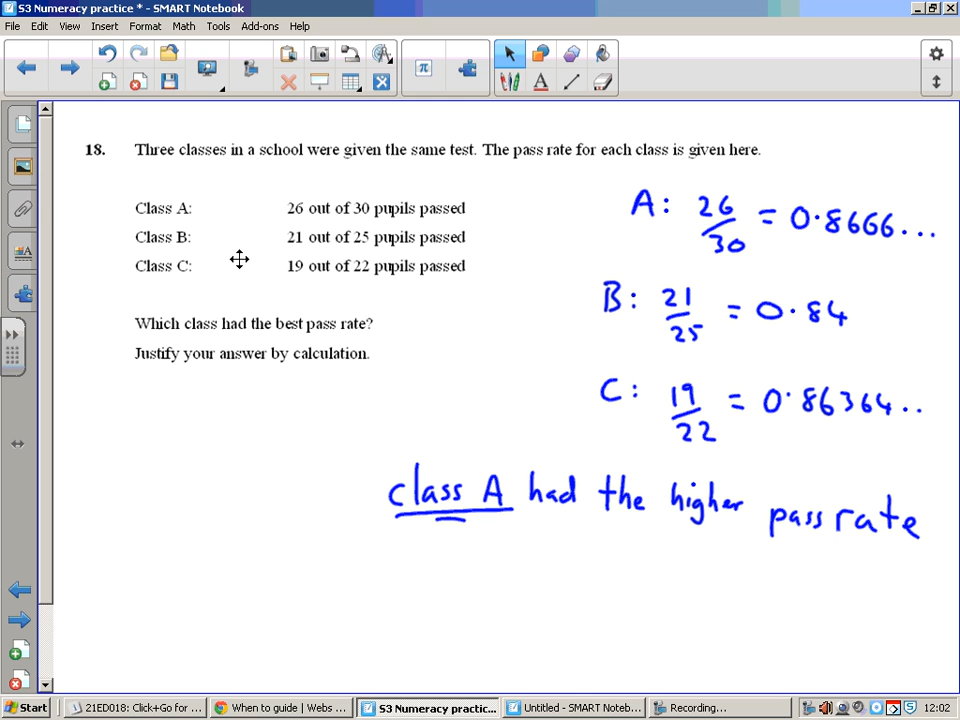 S3 Numeracy practice * - SMART Notebook
File Edit View Insert Format Math Tools Add-ons Help
18. Three classes in a school were given the same test. The pass rate for each class is given here.
Class A: 26 out of 30 pupils passed
Class B: 21 out of 25 pupils passed
Class C: 19 out of 22 pupils passed
Which class had the best pass rate?
Justify your answer by calculation.
A: 26/30 = 0.8666...
B: 21/25 = 0.84
C: 19/22 = 0.86364..
class A had the higher pass rate
Start 21ED018: Click+Go for ... When to guide | Webs ... S3 Numeracy practic... Untitled - SMART Noteb... Recording... 12:02